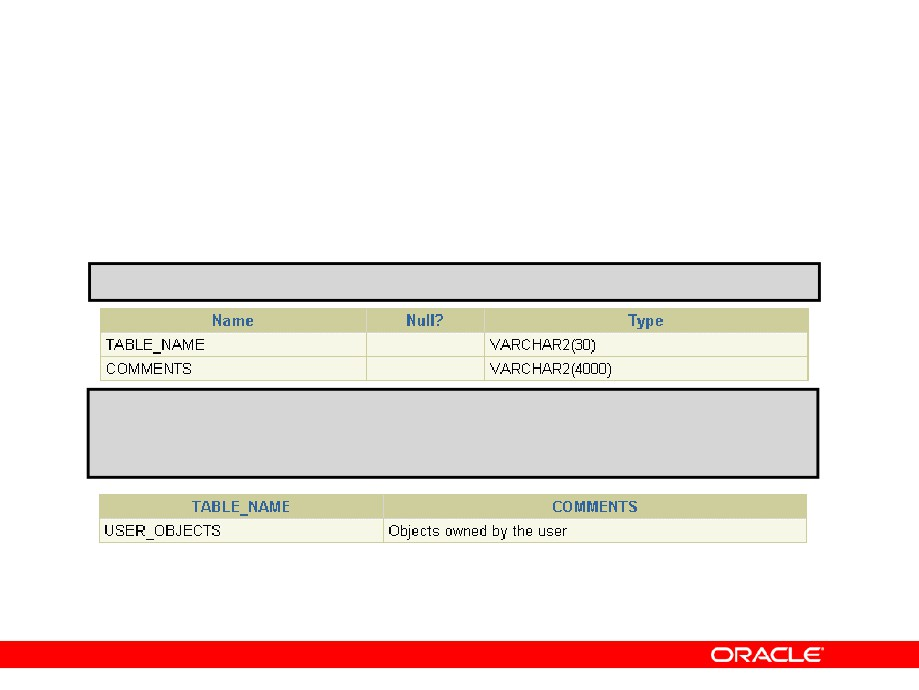 Name Null? Type
TABLE_NAME VARCHAR2(30)
COMMENTS VARCHAR2(4000)
TABLE_NAME COMMENTS
USER_OBJECTS Objects owned by the user
ORACLE